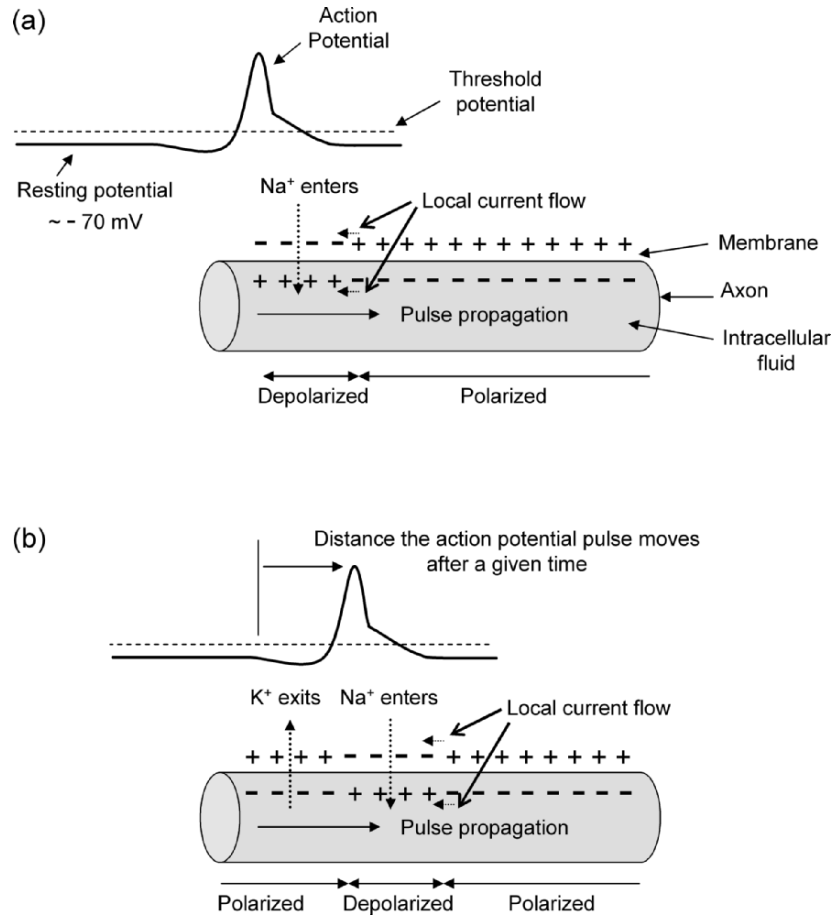 (a)
Action
Potential
Threshold
potential
Resting potential
~ - 70 mV
Na⁺ enters
Local current flow
- - - - + + + + + + + + + + + +
Membrane
+ + + + - - - - - - - - - - - -
Axon
Pulse propagation
Intracellular
fluid
Depolarized
Polarized
(b)
Distance the action potential pulse moves
after a given time
K⁺ exits
Na⁺ enters
Local current flow
+ + + + - - - - + + + + + + + +
- - - - + + + + - - - - - - - -
Pulse propagation
Polarized
Depolarized
Polarized